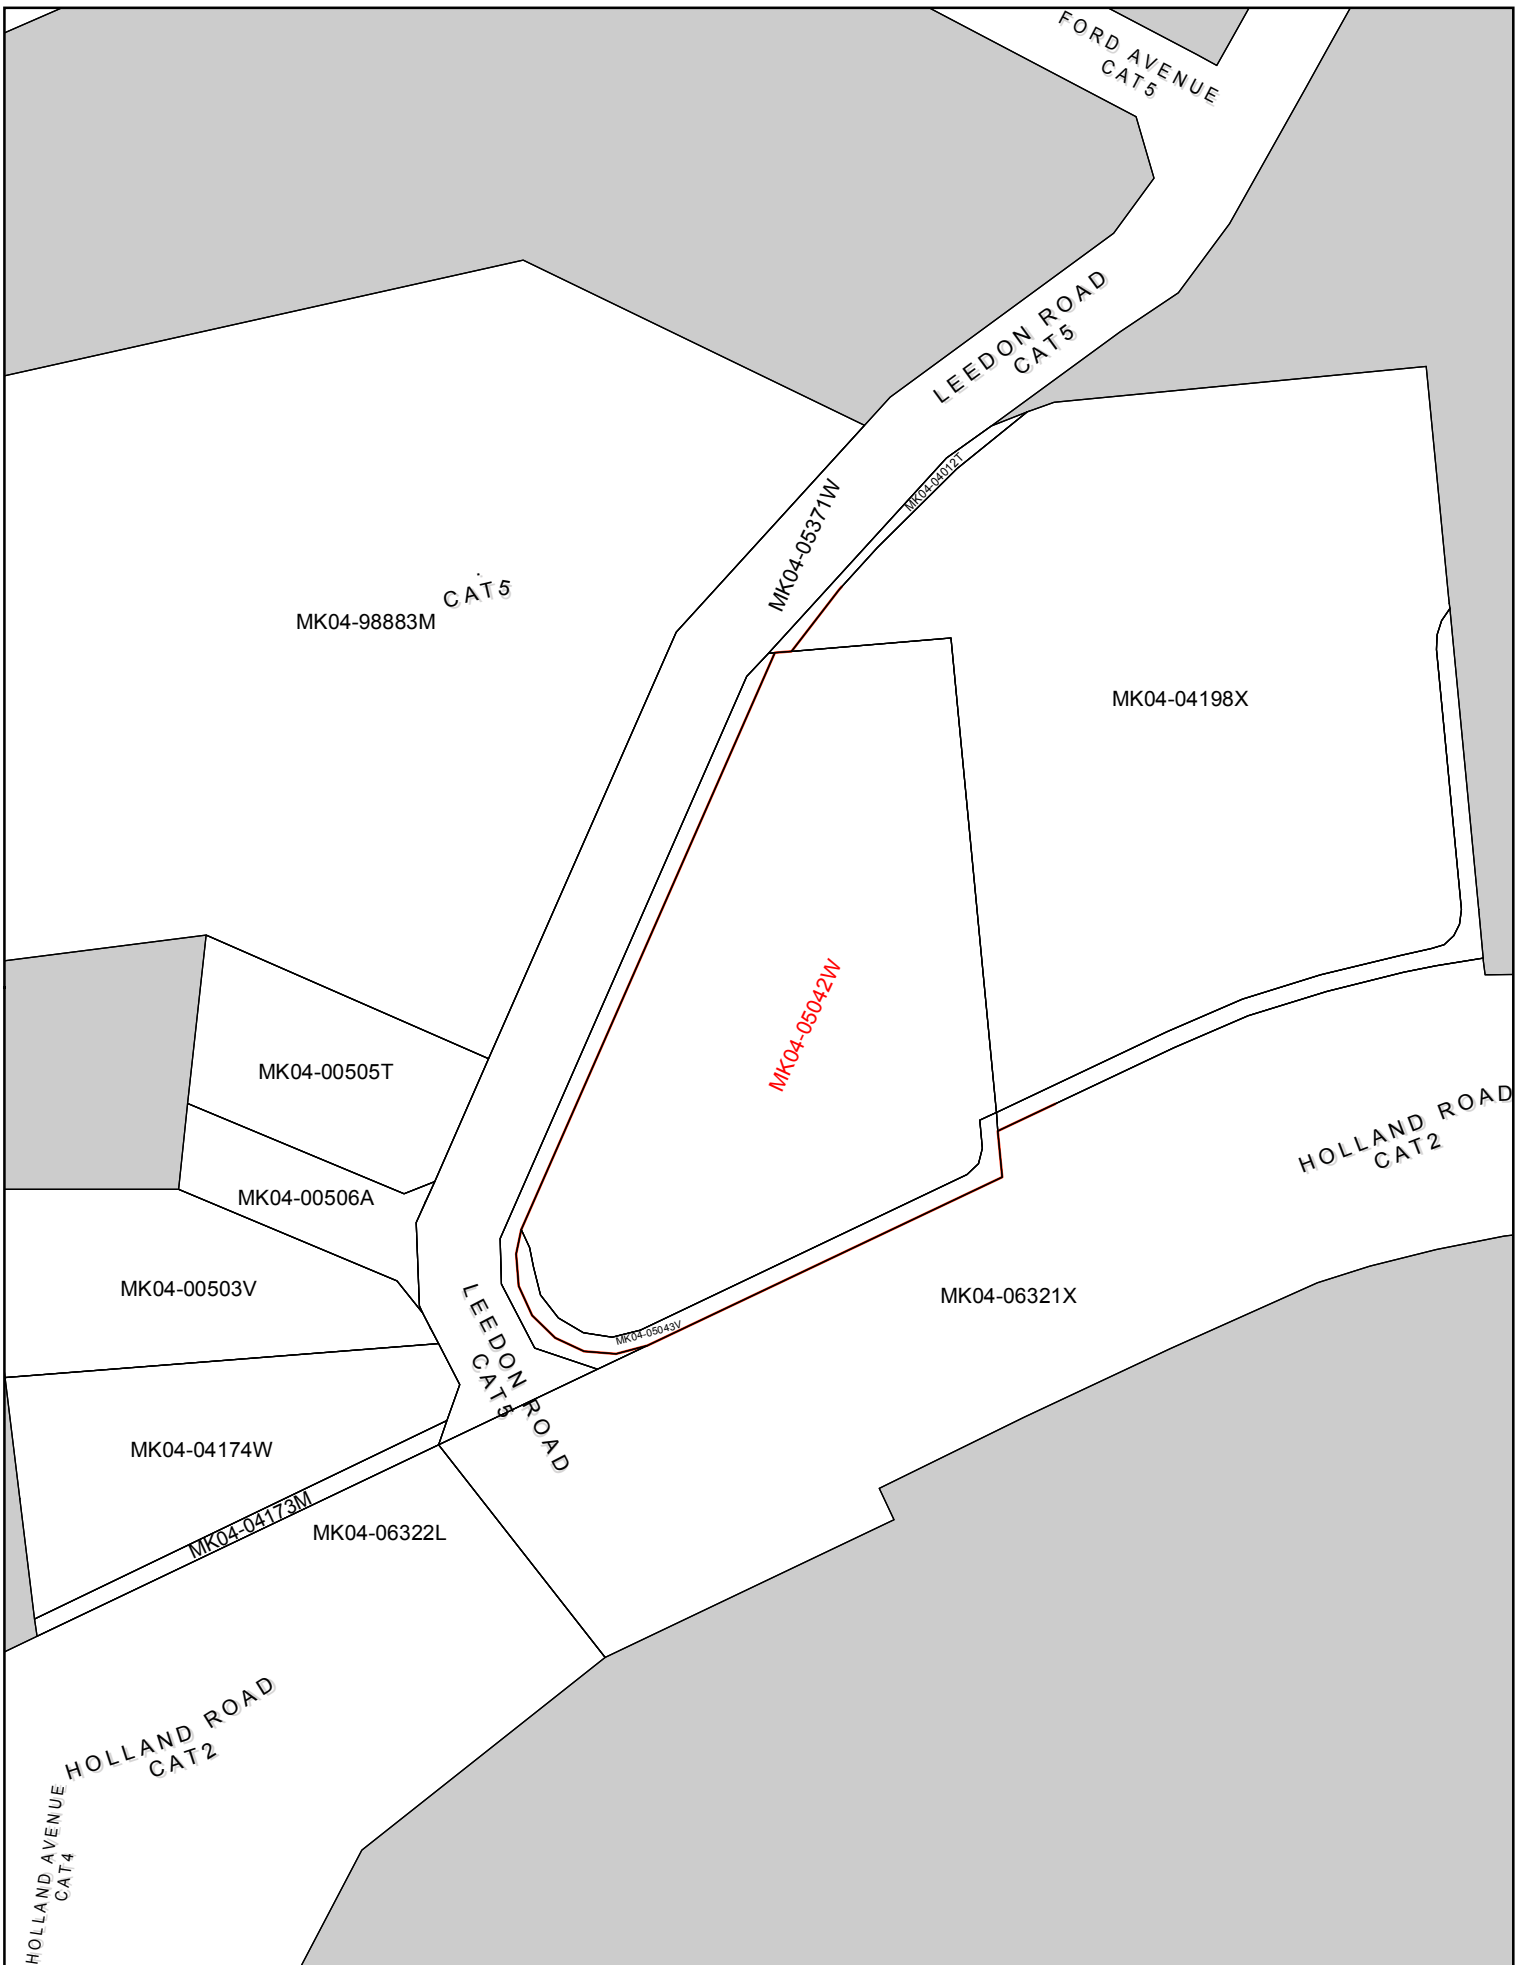 FORD AVENUE
CAT5
LEEDON ROAD
CAT5
MK04-04012T
MK04-05371W
CAT5
MK04-98883M
MK04-04198X
MK04-05042W
MK04-00505T
HOLLAND ROAD
CAT2
MK04-00506A
MK04-00503V
MK04-06321X
LEEDON ROAD
CAT5
MK04-05043V
MK04-04174W
MK04-04173M
MK04-06322L
HOLLAND ROAD
CAT2
HOLLAND AVENUE
CAT4